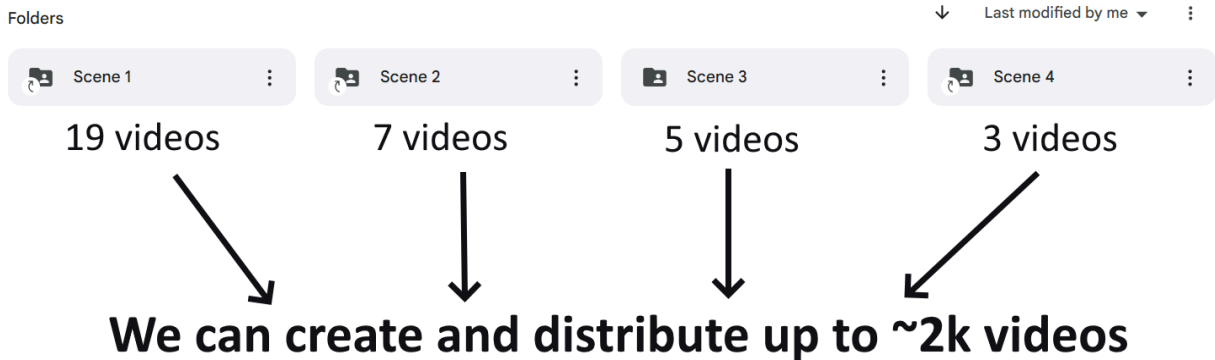 Folders
Last modified by me
Scene 1
Scene 2
Scene 3
Scene 4
19 videos
7 videos
5 videos
3 videos
We can create and distribute up to ~2k videos